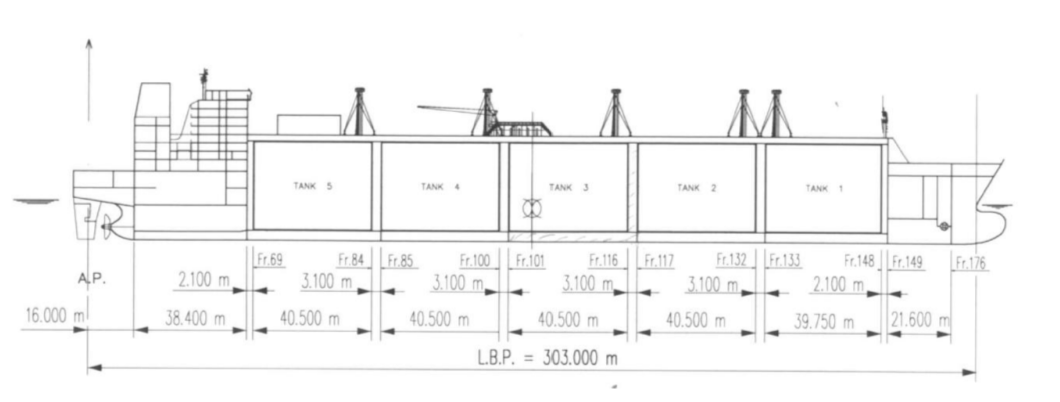 TANK 5 TANK 4 TANK 3 TANK 2 TANK 1
Fr.69 Fr.84 Fr.85 Fr.100 Fr.101 Fr.116 Fr.117 Fr.132 Fr.133 Fr.148 Fr.149 Fr.176
A.P. 2.100 m 3.100 m 3.100 m 3.100 m 3.100 m 2.100 m
16.000 m 38.400 m 40.500 m 40.500 m 40.500 m 40.500 m 39.750 m 21.600 m
L.B.P. = 303.000 m